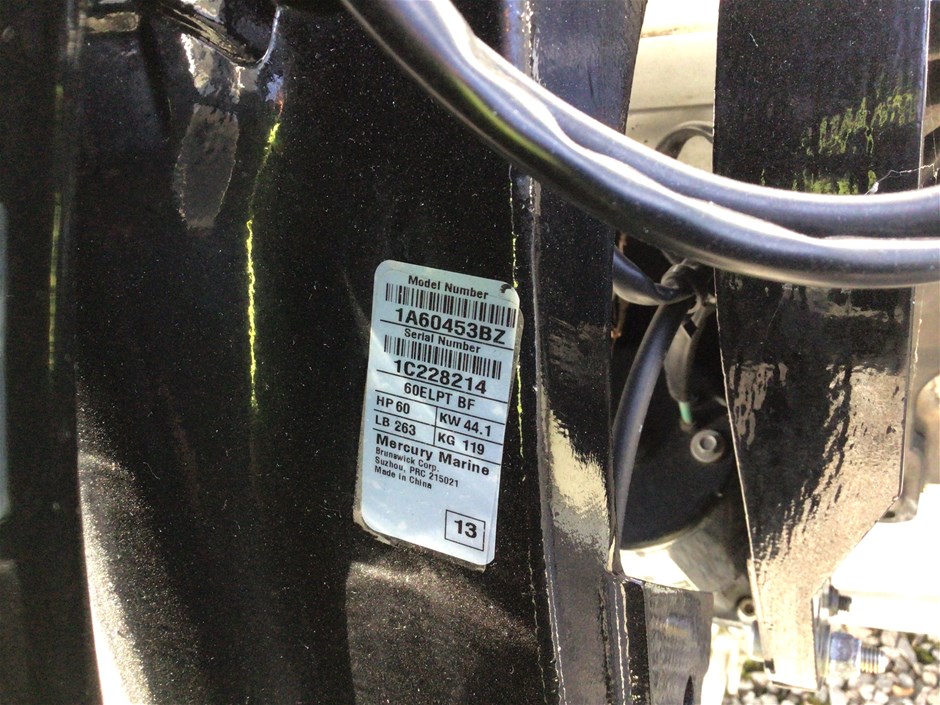 Model Number
1A60453BZ
Serial Number
1C228214
60ELPT BF
HP 60 KW 44.1
LB 263 KG 119
Mercury Marine
Brunswick Corp.
Suzhou, PRC 215021
Made in China
13